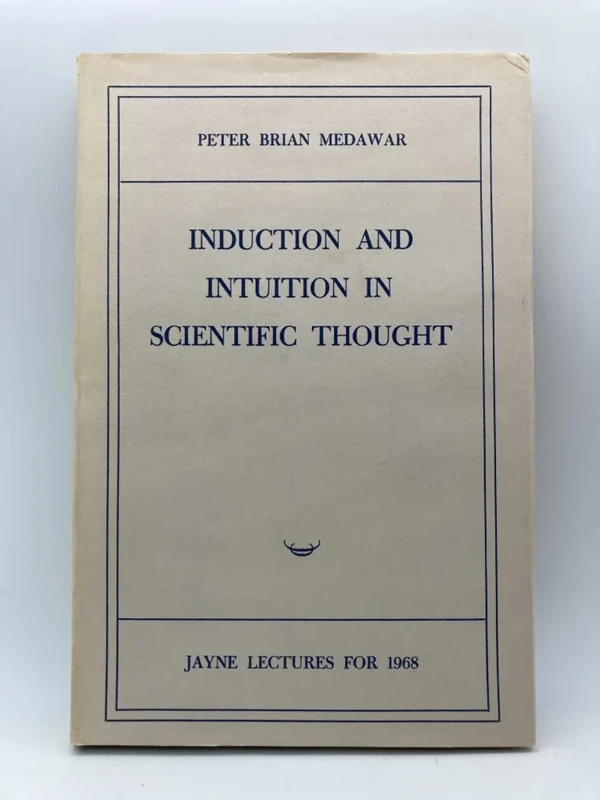 PETER BRIAN MEDAWAR
INDUCTION AND
INTUITION IN
SCIENTIFIC THOUGHT
JAYNE LECTURES FOR 1968